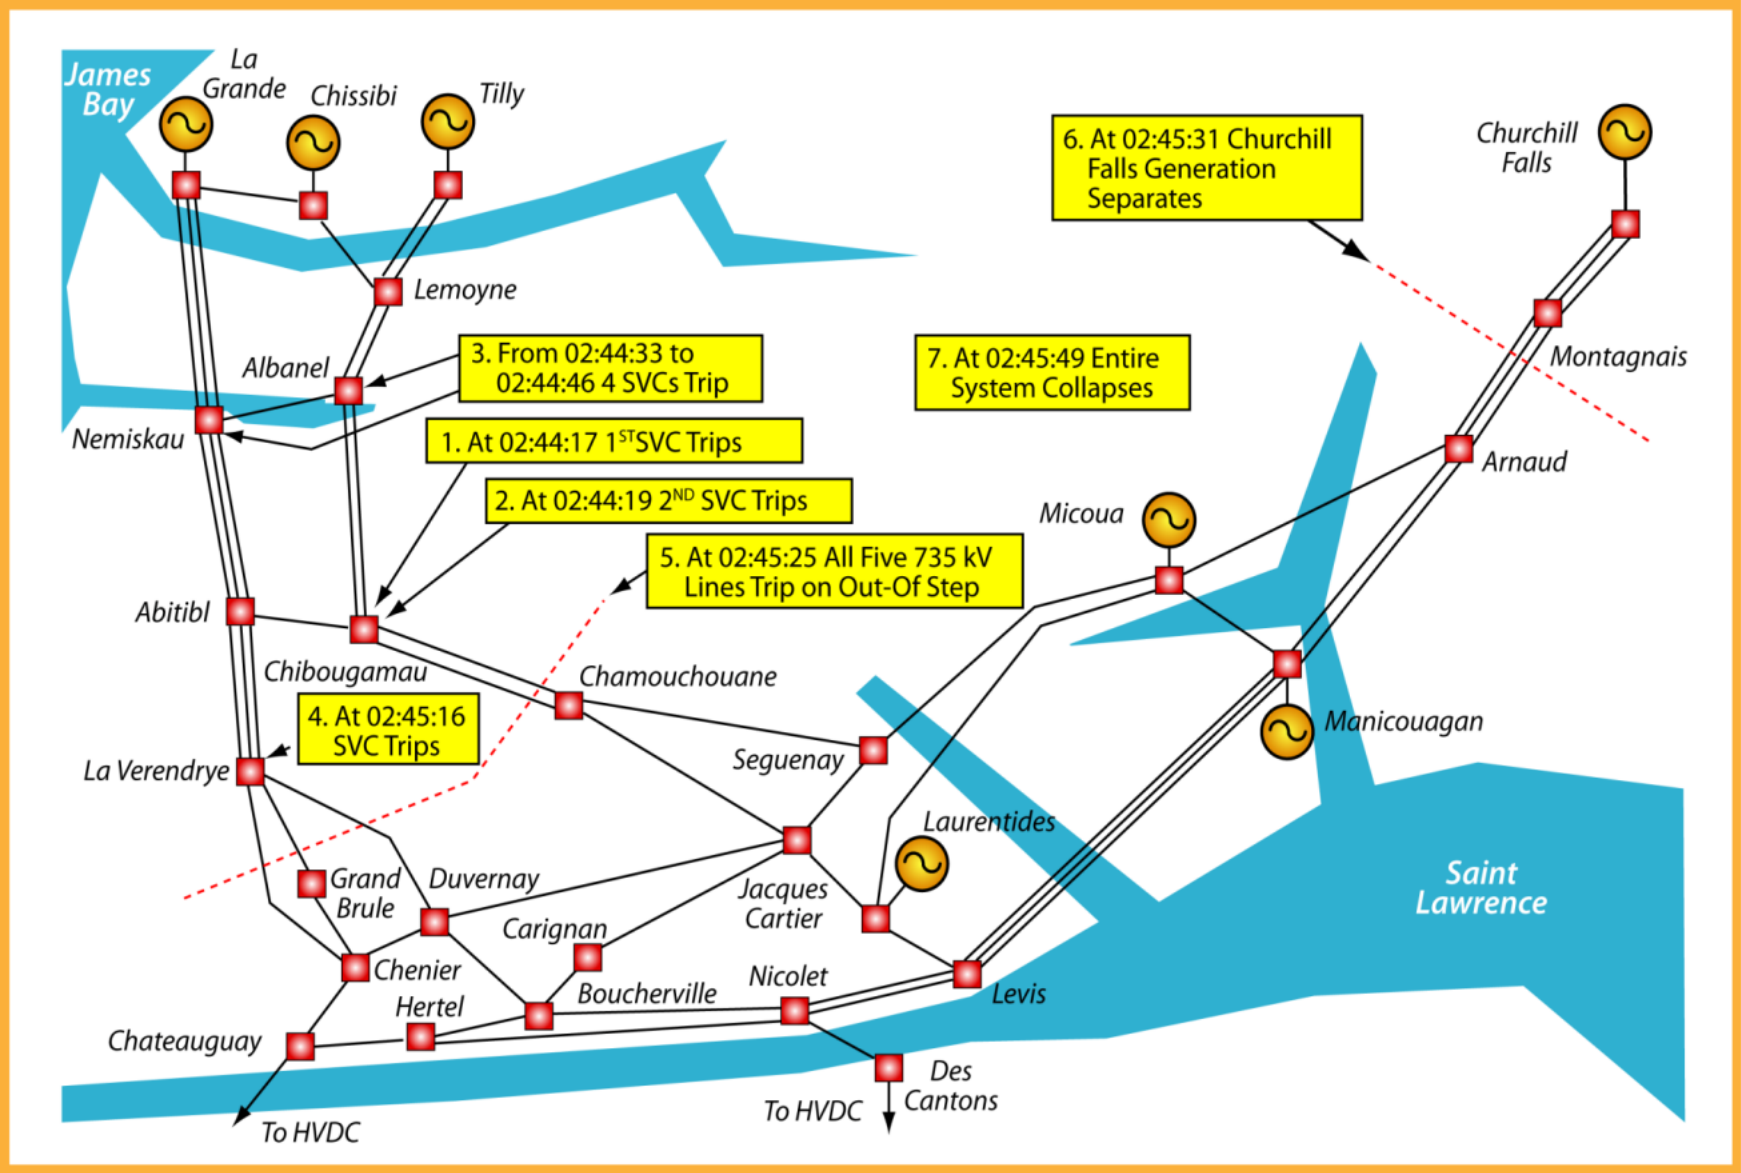 James
Bay
La
Grande
Chissibi
Tilly
Churchill
Falls
6. At 02:45:31 Churchill
Falls Generation
Separates
Lemoyne
Albanel
3. From 02:44:33 to
02:44:46 4 SVCs Trip
7. At 02:45:49 Entire
System Collapses
Montagnais
Nemiskau
1. At 02:44:17 1ST SVC Trips
Arnaud
2. At 02:44:19 2ND SVC Trips
Micoua
5. At 02:45:25 All Five 735 kV
Lines Trip on Out-Of Step
Abitibl
Chibougamau
Chamouchouane
4. At 02:45:16
SVC Trips
Manicouagan
Seguenay
La Verendrye
Laurentides
Grand
Brule
Duvernay
Jacques
Cartier
Saint
Lawrence
Carignan
Chenier
Nicolet
Hertel
Boucherville
Levis
Chateauguay
Des
Cantons
To HVDC
To HVDC